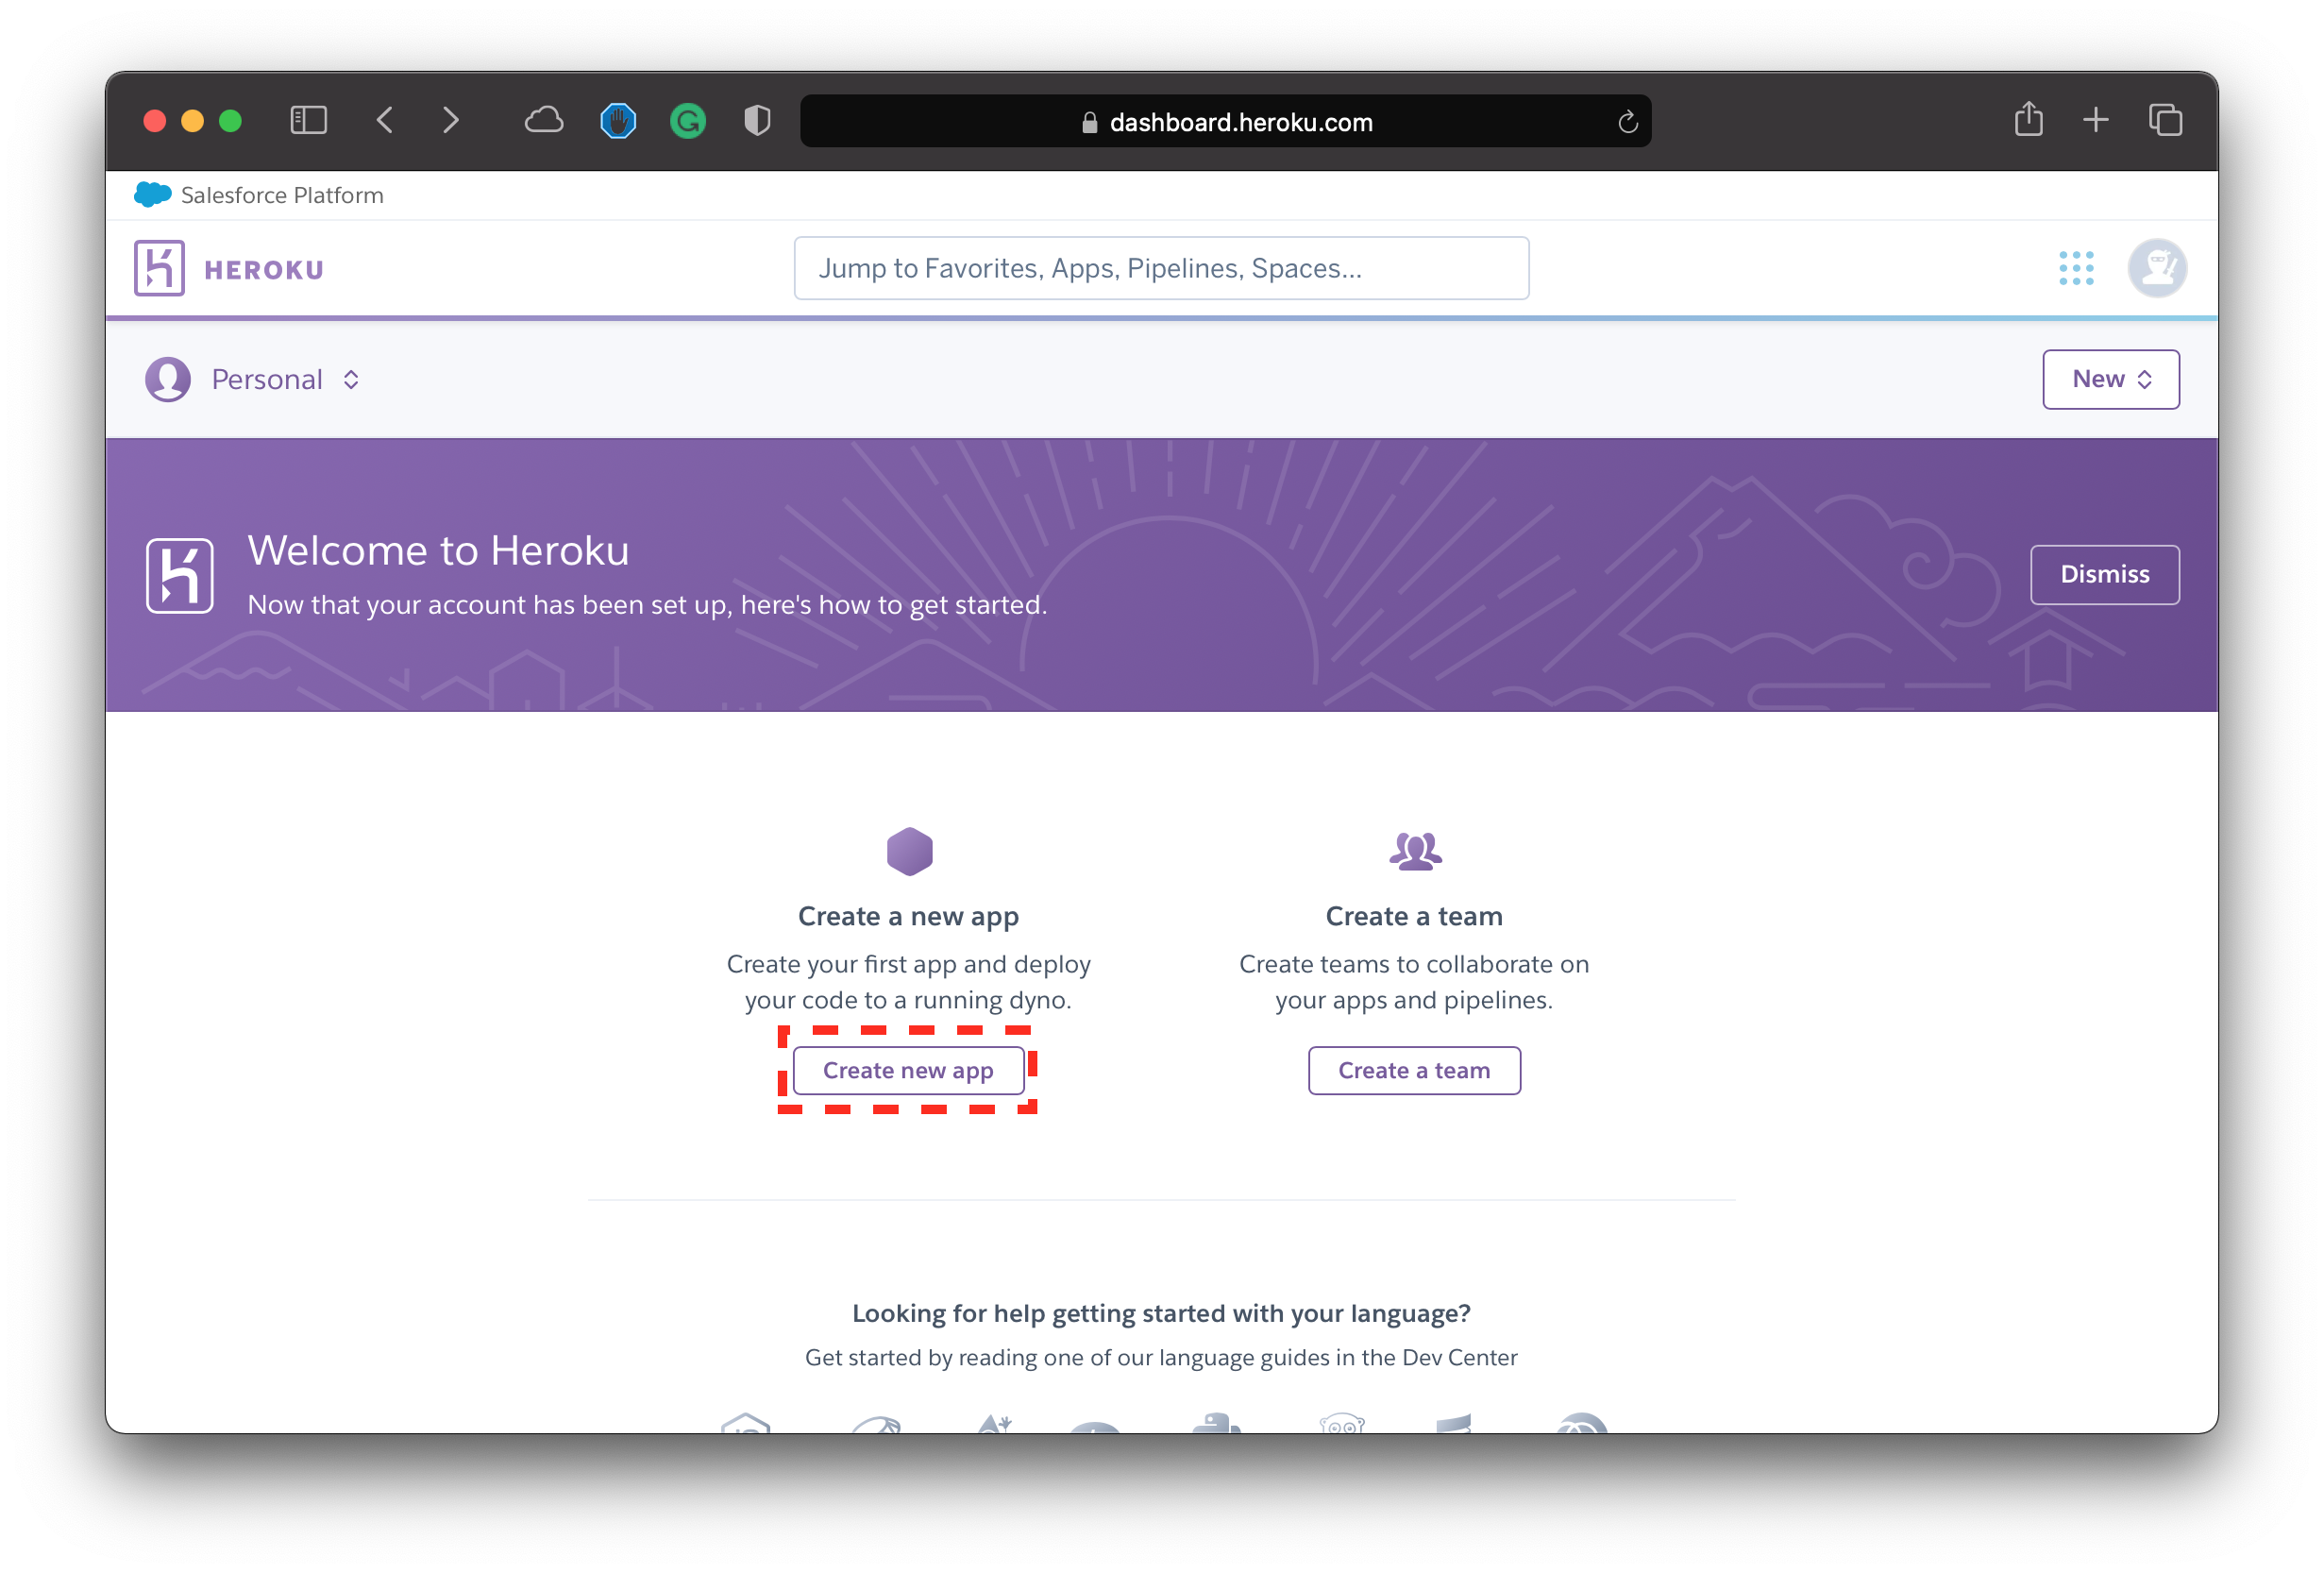 dashboard.heroku.com
Salesforce Platform
HEROKU
Jump to Favorites, Apps, Pipelines, Spaces...
Personal
New
Welcome to Heroku
Now that your account has been set up, here's how to get started.
Dismiss
Create a new app
Create your first app and deploy
your code to a running dyno.
Create new app
Create a team
Create teams to collaborate on
your apps and pipelines.
Create a team
Looking for help getting started with your language?
Get started by reading one of our language guides in the Dev Center